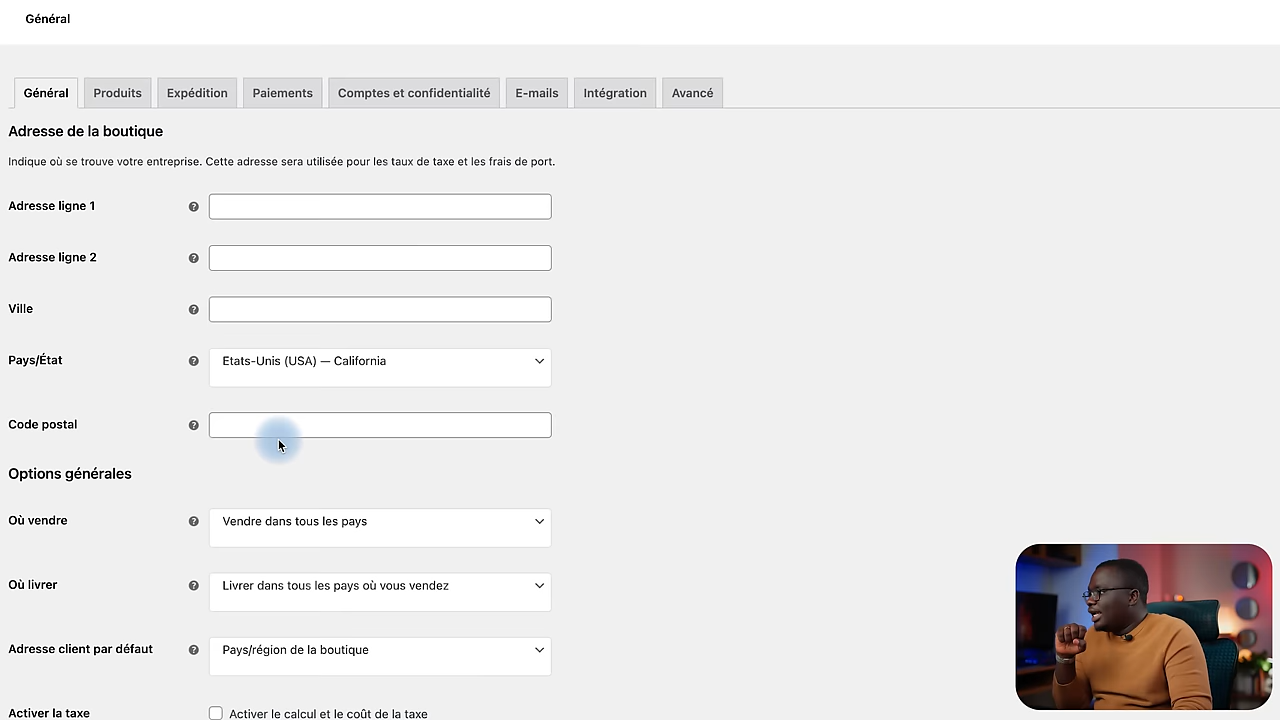 Général
Général Produits Expédition Paiements Comptes et confidentialité E-mails Intégration Avancé
Adresse de la boutique
Indique où se trouve votre entreprise. Cette adresse sera utilisée pour les taux de taxe et les frais de port.
Adresse ligne 1
Adresse ligne 2
Ville
Pays/État Etats-Unis (USA) — California
Code postal
Options générales
Où vendre Vendre dans tous les pays
Où livrer Livrer dans tous les pays où vous vendez
Adresse client par défaut Pays/région de la boutique
Activer la taxe Activer le calcul et le coût de la taxe